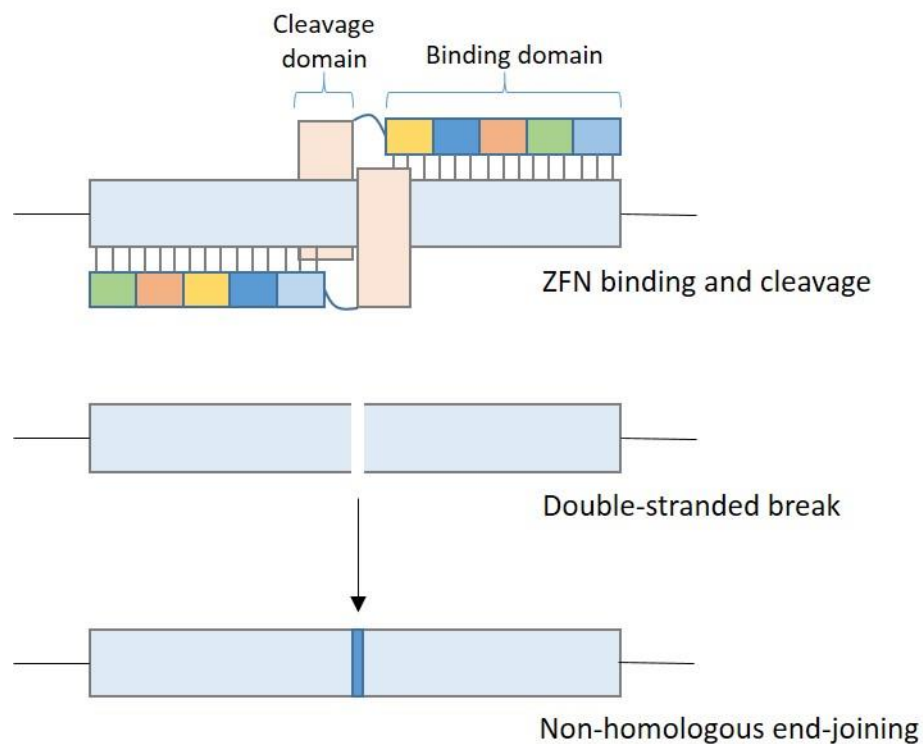 Cleavage
domain
Binding domain
ZFN binding and cleavage
Double-stranded break
Non-homologous end-joining